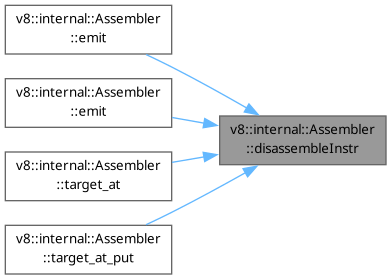 v8::internal::Assembler
::emit
v8::internal::Assembler
::emit
v8::internal::Assembler
::target_at
v8::internal::Assembler
::target_at_put
v8::internal::Assembler
::disassembleInstr